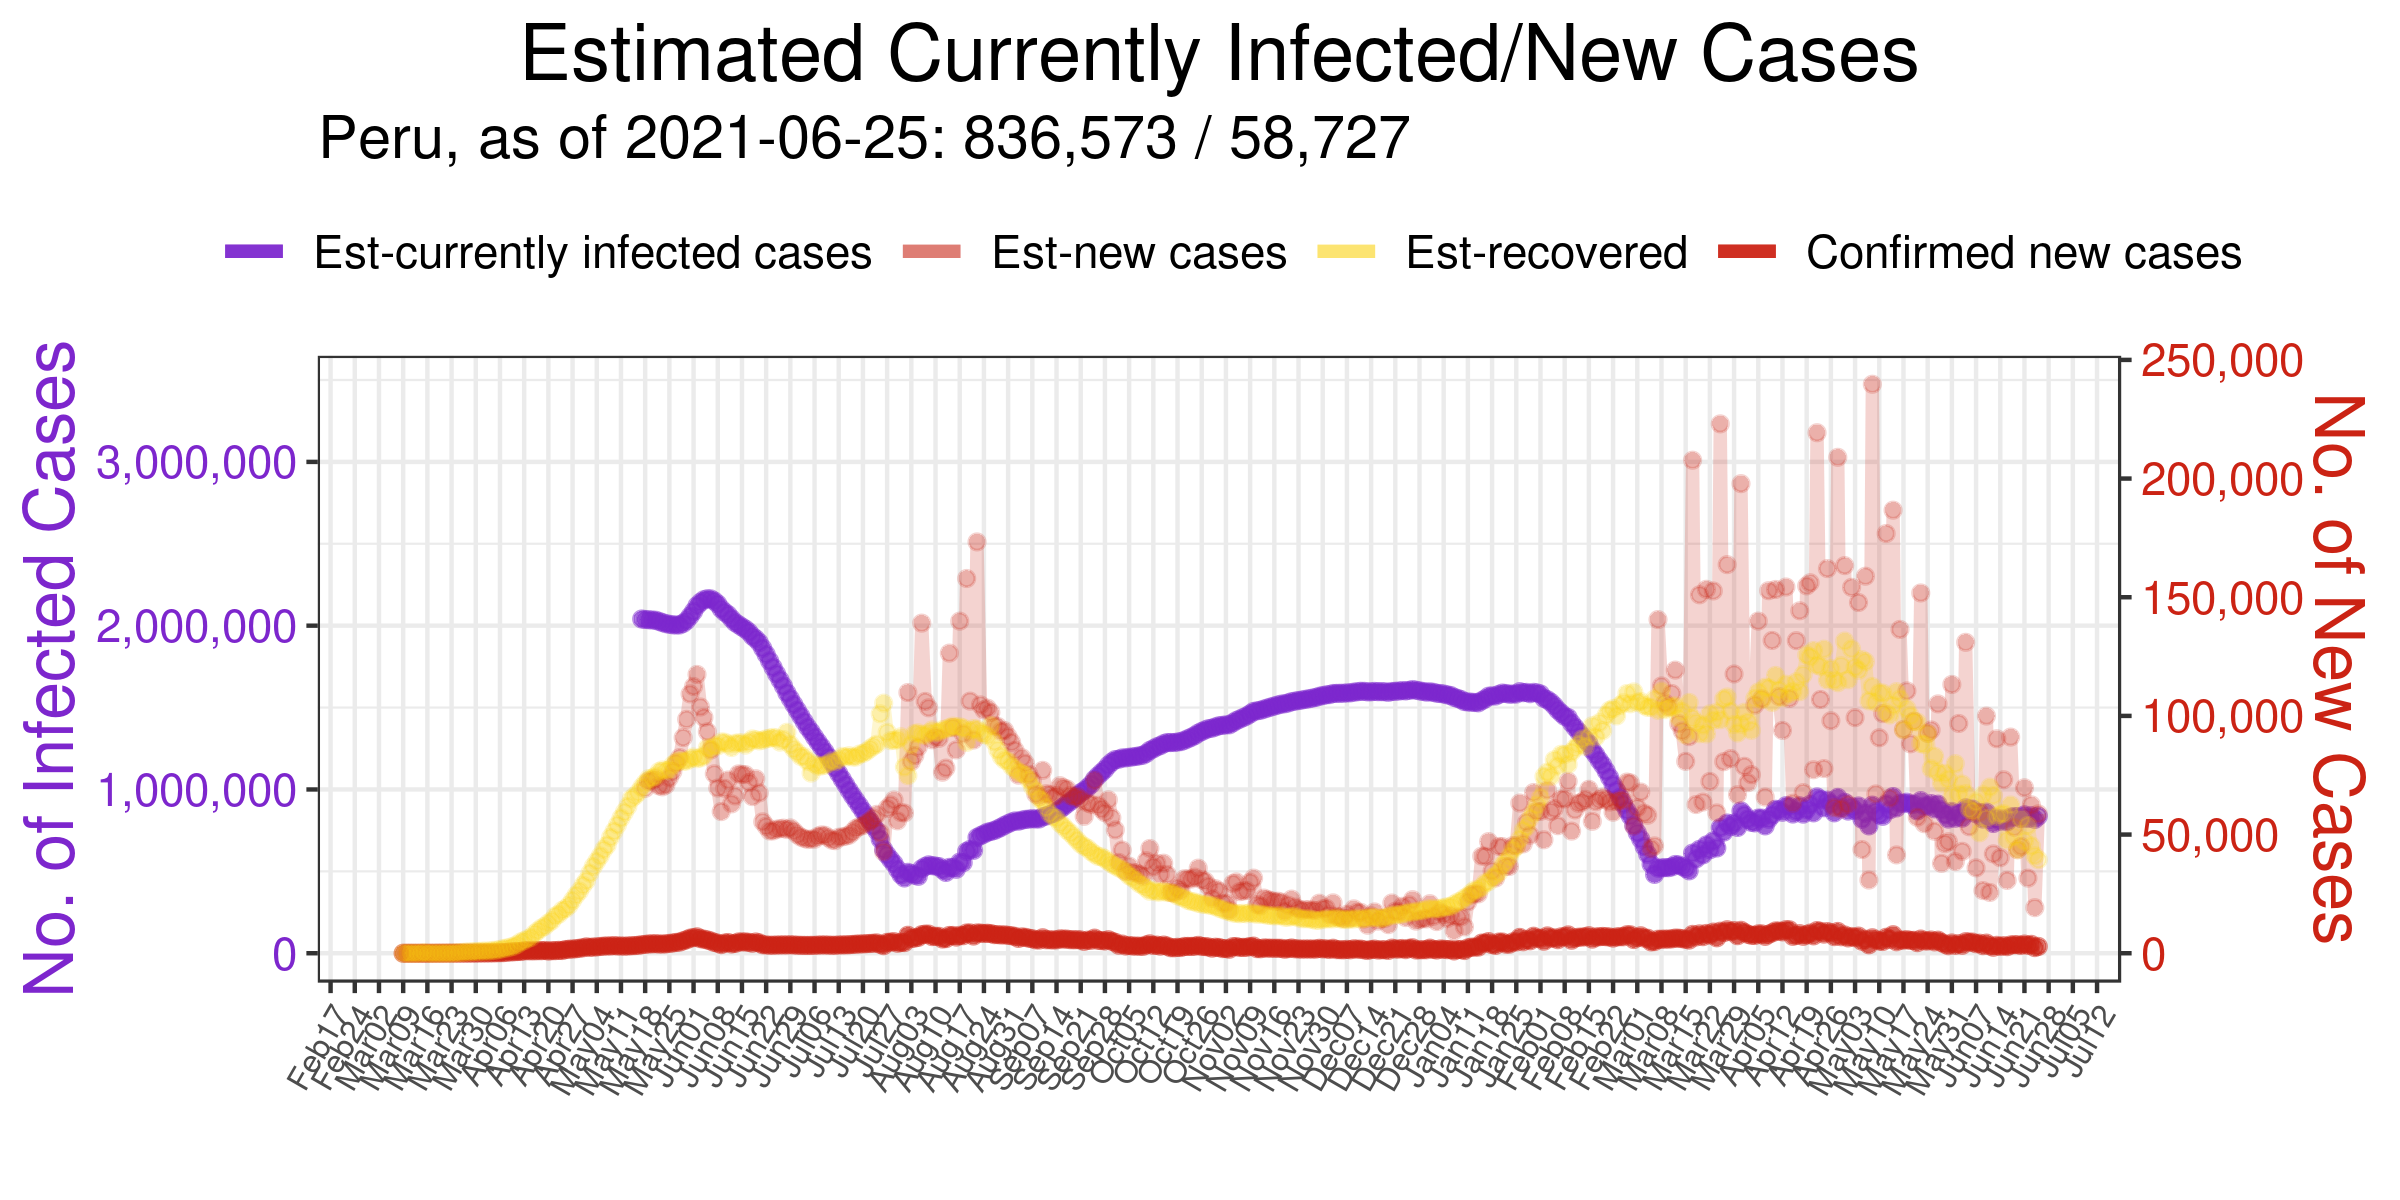 Estimated Currently Infected/New Cases
Peru, as of 2021-06-25: 836,573 / 58,727
Est-currently infected cases Est-new cases Est-recovered Confirmed new cases
No. of Infected Cases
3,000,000
2,000,000
1,000,000
0
250,000
200,000
150,000
100,000
50,000
0
No. of New Cases
Feb17 Feb24 Mar02 Mar09 Mar16 Mar23 Mar30 Apr06 Apr13 Apr20 Apr27 May04 May11 May18 May25 Jun01 Jun08 Jun15 Jun22 Jun29 Jul06 Jul13 Jul20 Jul27 Aug03 Aug10 Aug17 Aug24 Aug31 Sep07 Sep14 Sep21 Sep28 Oct05 Oct12 Oct19 Oct26 Nov02 Nov09 Nov16 Nov23 Nov30 Dec07 Dec14 Dec21 Dec28 Jan04 Jan11 Jan18 Jan25 Feb01 Feb08 Feb15 Feb22 Mar01 Mar08 Mar15 Mar22 Mar29 Apr05 Apr12 Apr19 Apr26 May03 May10 May17 May24 May31 Jun07 Jun14 Jun21 Jun28 Jul05 Jul12